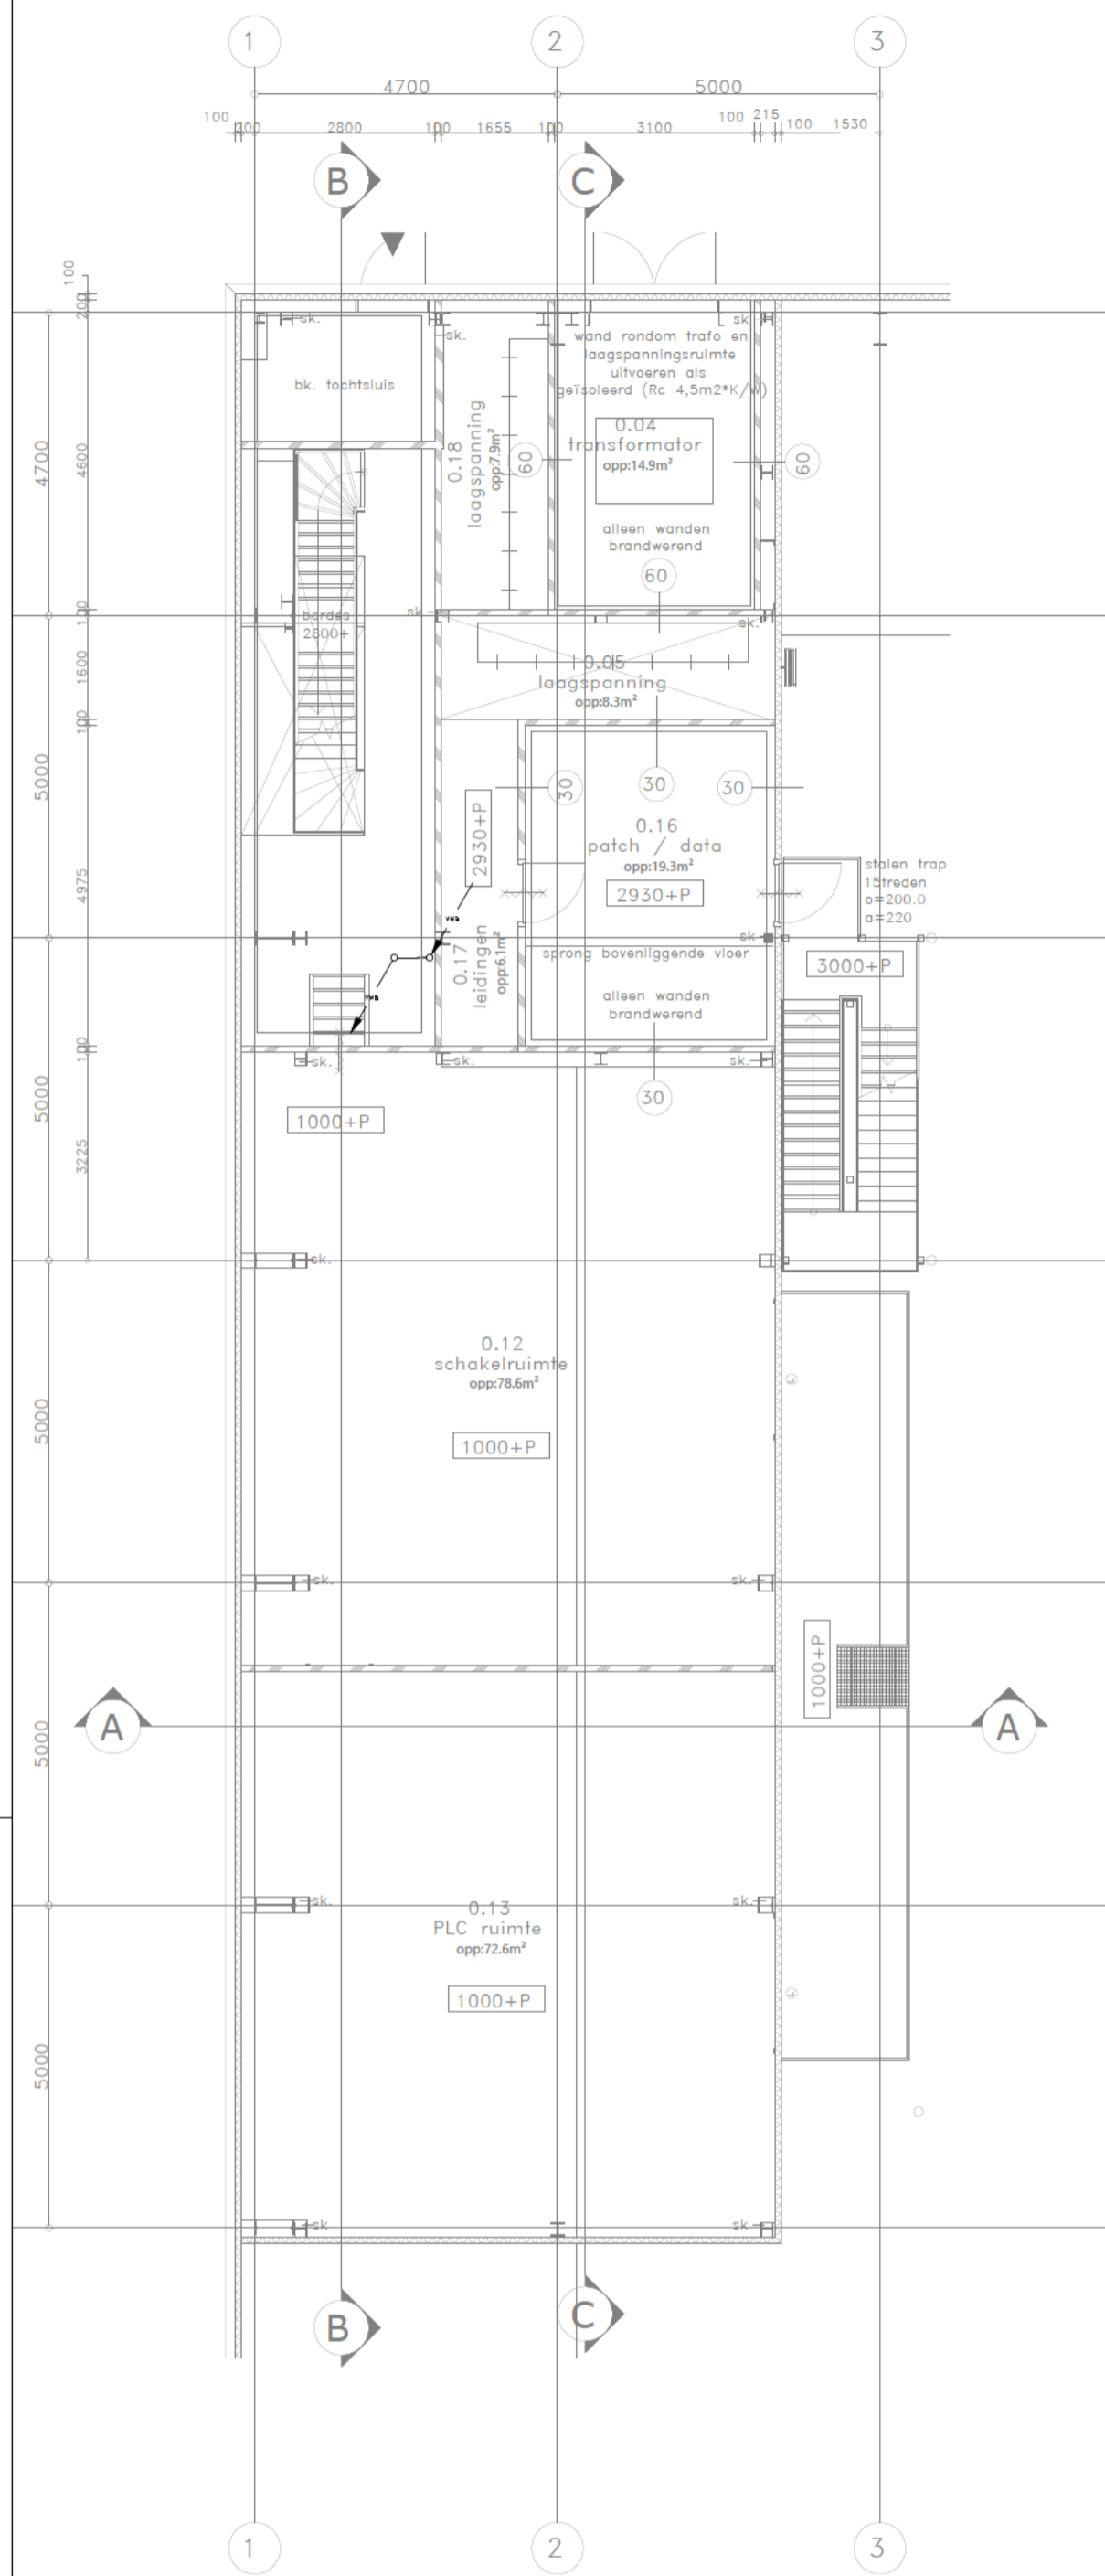 1
2
3
4700
5000
100
200
2800
100
1655
100
3100
100
215
100
1530
B
C
100
200
sk.
sk.
sk
wand rondom trafo en
laagspanningsruimte
uitvoeren als
geïsoleerd (Rc 4,5m2*K/W)
bk. tochtsluis
0.18
laagspanning
opp:7.9m²
60
0.04
transformator
opp:14.9m²
60
4700
4600
alleen wanden
brandwerend
60
100
bordes
2800+
sk
sk.
1600
0.05
laagspanning
opp:8.3m²
100
5000
30
30
30
2930+P
0.16
patch / data
opp:19.3m²
2930+P
4975
stalen trap
15treden
o=200.0
a=220
VWB
0.17
leidingen
opp:6.1m²
sk
sprong bovenliggende vloer
3000+P
VWB
alleen wanden
brandwerend
100
sk.
sk.
sk.
30
5000
1000+P
3225
sk.
0.12
schakelruimte
opp:78.6m²
5000
1000+P
sk.
sk.
1000+P
A
A
5000
sk.
sk.
0.13
PLC ruimte
opp:72.6m²
1000+P
5000
sk
sk
B
C
1
2
3